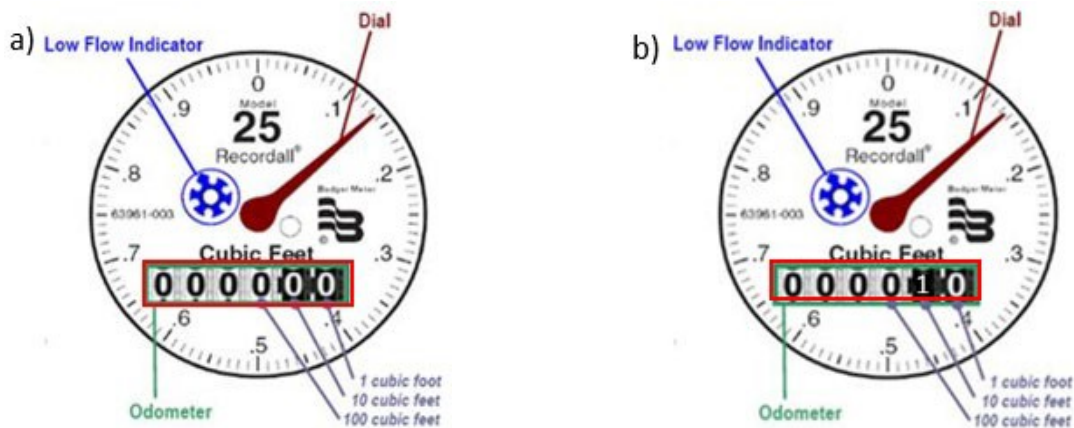 a)
Low Flow Indicator
Dial
0
.1
.3
.4
.5
.6
.7
.8
.9
Model
25
Recordall®
Badger Meter
63961-003
®
Cubic Feet
0 0 0 0 0 0
1 cubic foot
10 cubic feet
100 cubic feet
Odometer
b)
Low Flow Indicator
Dial
0
.1
.3
.4
.5
.6
.7
.8
.9
Model
25
Recordall®
Badger Meter
63961-003
®
Cubic Feet
0 0 0 0 1 0
1 cubic foot
10 cubic feet
100 cubic feet
Odometer